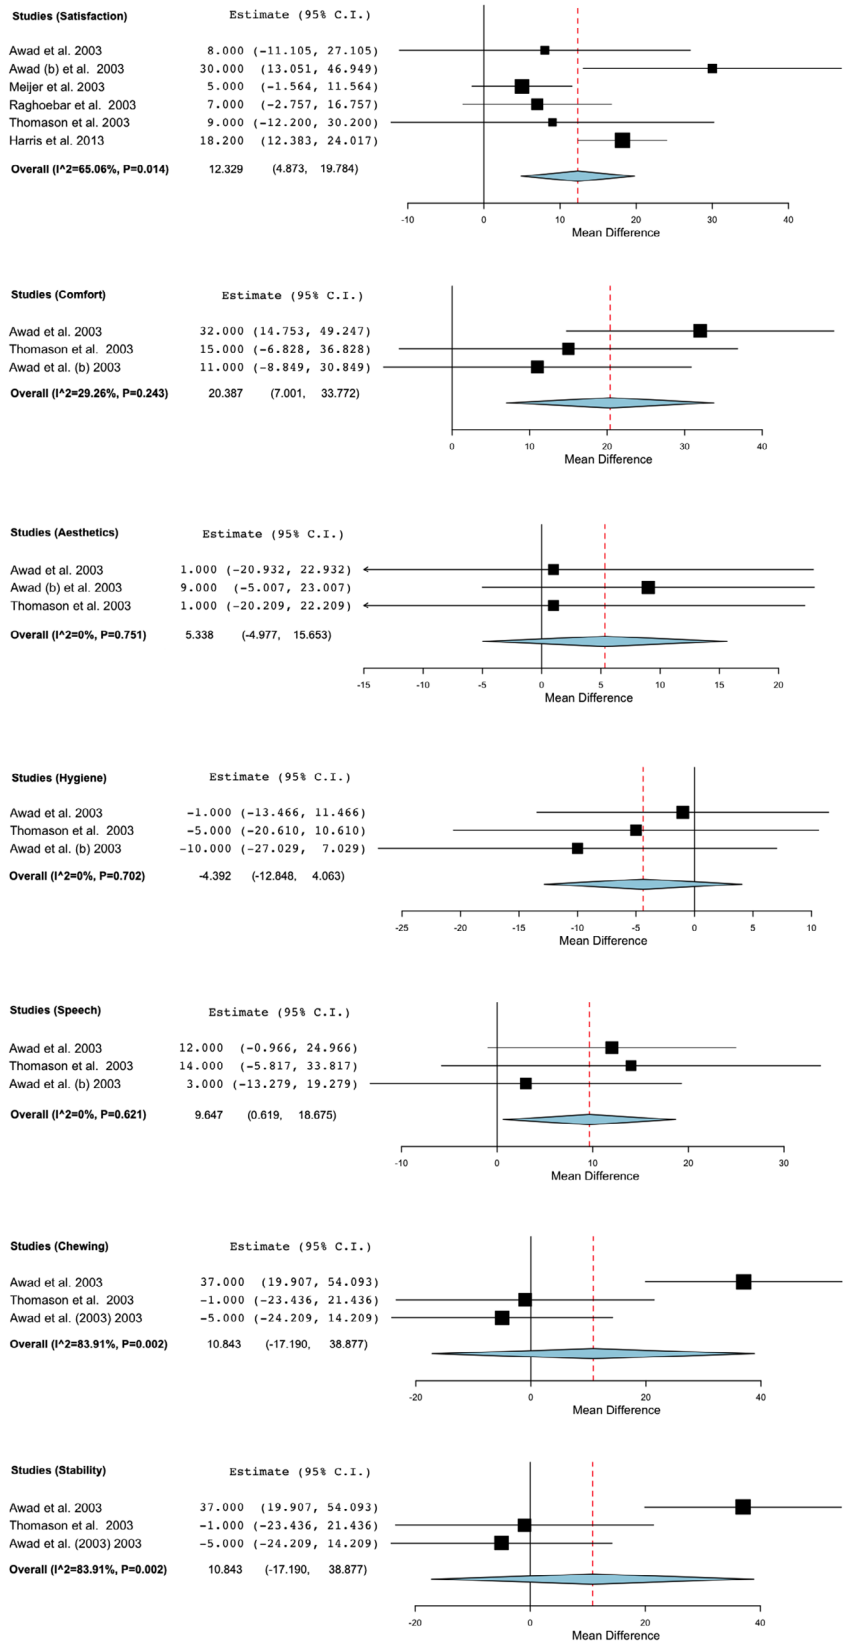 Studies (Satisfaction) Estimate (95% C.I.)
Awad et al. 2003 8.000 (-11.105, 27.105)
Awad (b) et al. 2003 30.000 (13.051, 46.949)
Meijer et al. 2003 5.000 (-1.564, 11.564)
Raghoebar et al. 2003 7.000 (-2.757, 16.757)
Thomason et al. 2003 9.000 (-12.200, 30.200)
Harris et al. 2013 18.200 (12.383, 24.017)
Overall (I^2=65.06%, P=0.014) 12.329 (4.873, 19.784)
-10 0 10 20 30 40
Mean Difference
Studies (Comfort) Estimate (95% C.I.)
Awad et al. 2003 32.000 (14.753, 49.247)
Thomason et al. 2003 15.000 (-6.828, 36.828)
Awad et al. (b) 2003 11.000 (-8.849, 30.849)
Overall (I^2=29.26%, P=0.243) 20.387 (7.001, 33.772)
0 10 20 30 40
Mean Difference
Studies (Aesthetics) Estimate (95% C.I.)
Awad et al. 2003 1.000 (-20.932, 22.932)
Awad (b) et al. 2003 9.000 (-5.007, 23.007)
Thomason et al. 2003 1.000 (-20.209, 22.209)
Overall (I^2=0%, P=0.751) 5.338 (-4.977, 15.653)
-15 -10 -5 0 5 10 15 20
Mean Difference
Studies (Hygiene) Estimate (95% C.I.)
Awad et al. 2003 -1.000 (-13.466, 11.466)
Thomason et al. 2003 -5.000 (-20.610, 10.610)
Awad et al. (b) 2003 -10.000 (-27.029, 7.029)
Overall (I^2=0%, P=0.702) -4.392 (-12.848, 4.063)
-25 -20 -15 -10 -5 0 5 10
Mean Difference
Studies (Speech) Estimate (95% C.I.)
Awad et al. 2003 12.000 (-0.966, 24.966)
Thomason et al. 2003 14.000 (-5.817, 33.817)
Awad et al. (b) 2003 3.000 (-13.279, 19.279)
Overall (I^2=0%, P=0.621) 9.647 (0.619, 18.675)
-10 0 10 20 30
Mean Difference
Studies (Chewing) Estimate (95% C.I.)
Awad et al. 2003 37.000 (19.907, 54.093)
Thomason et al. 2003 -1.000 (-23.436, 21.436)
Awad et al. (2003) 2003 -5.000 (-24.209, 14.209)
Overall (I^2=83.91%, P=0.002) 10.843 (-17.190, 38.877)
-20 0 20 40
Mean Difference
Studies (Stability) Estimate (95% C.I.)
Awad et al. 2003 37.000 (19.907, 54.093)
Thomason et al. 2003 -1.000 (-23.436, 21.436)
Awad et al. (2003) 2003 -5.000 (-24.209, 14.209)
Overall (I^2=83.91%, P=0.002) 10.843 (-17.190, 38.877)
-20 0 20 40
Mean Difference